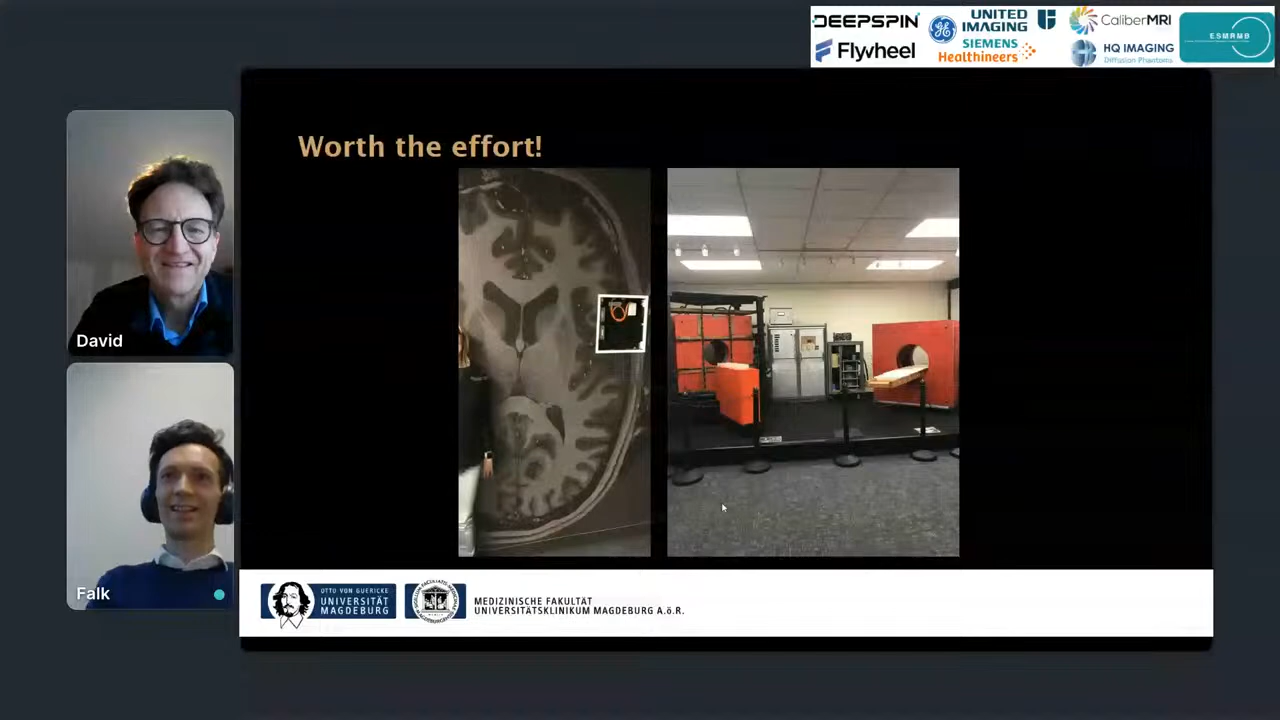 DEEPSPIN
Flywheel
GE
UNITED
IMAGING
SIEMENS
Healthineers
CaliberMRI
HQ IMAGING
Diffusion Phantoms
ESMRMB
Worth the effort!
David
Falk
OTTO VON GUERICKE
UNIVERSITÄT
MAGDEBURG
MEDIZINISCHE FAKULTÄT
UNIVERSITÄTSKLINIKUM MAGDEBURG A.ö.R.